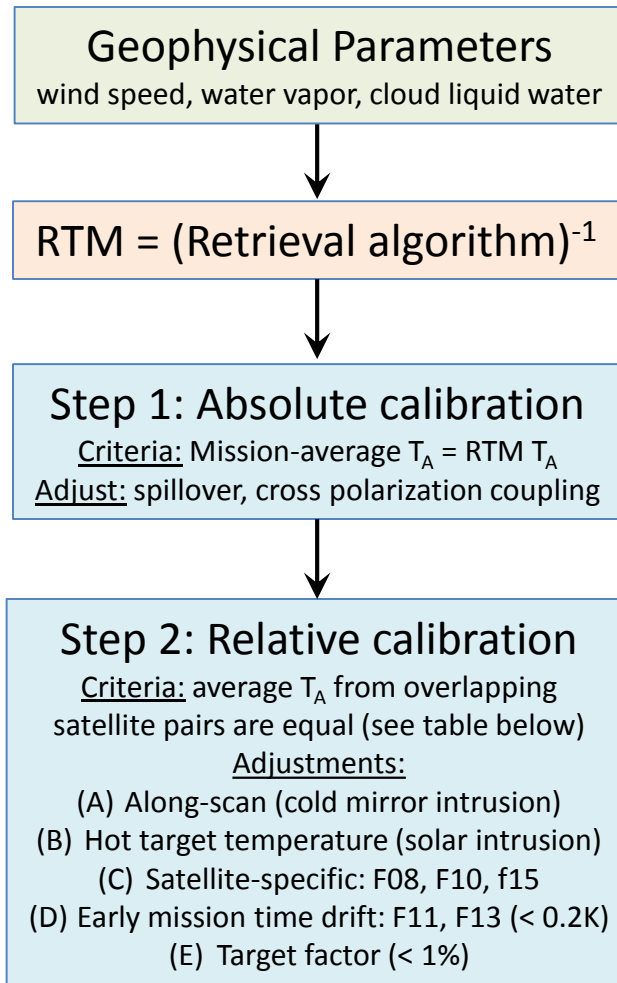 Geophysical Parameters
wind speed, water vapor, cloud liquid water
RTM = (Retrieval algorithm)⁻¹
Step 1: Absolute calibration
Criteria: Mission-average T_A = RTM T_A
Adjust: spillover, cross polarization coupling
Step 2: Relative calibration
Criteria: average T_A from overlapping
satellite pairs are equal (see table below)
Adjustments:
(A) Along-scan (cold mirror intrusion)
(B) Hot target temperature (solar intrusion)
(C) Satellite-specific: F08, F10, f15
(D) Early mission time drift: F11, F13 (< 0.2K)
(E) Target factor (< 1%)